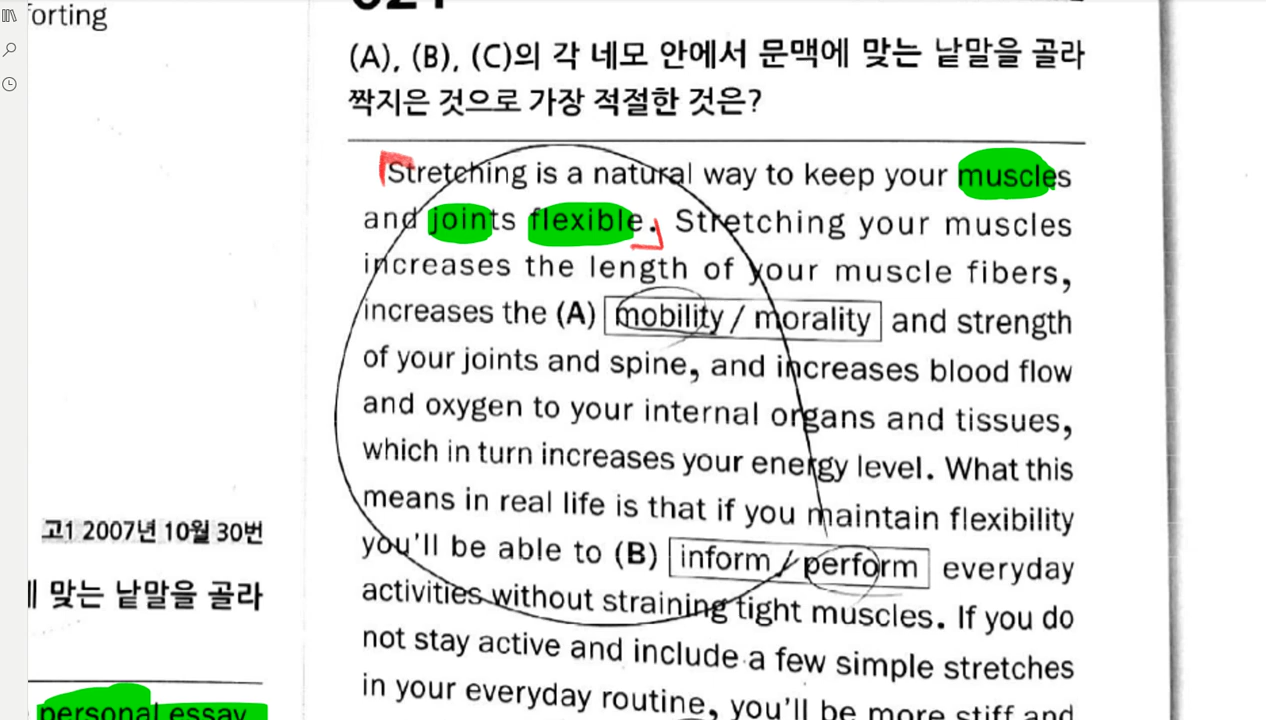 forting
(A), (B), (C)의 각 네모 안에서 문맥에 맞는 낱말을 골라
짝지은 것으로 가장 적절한 것은?
Stretching is a natural way to keep your muscles
and joints flexible. Stretching your muscles
increases the length of your muscle fibers,
increases the (A) mobility / morality and strength
of your joints and spine, and increases blood flow
and oxygen to your internal organs and tissues,
which in turn increases your energy level. What this
means in real life is that if you maintain flexibility
you'll be able to (B) inform / perform everyday
activities without straining tight muscles. If you do
not stay active and include a few simple stretches
in your everyday routine, you'll be more stiff and
고1 2007년 10월 30번
맞는 낱말을 골라
personal essay